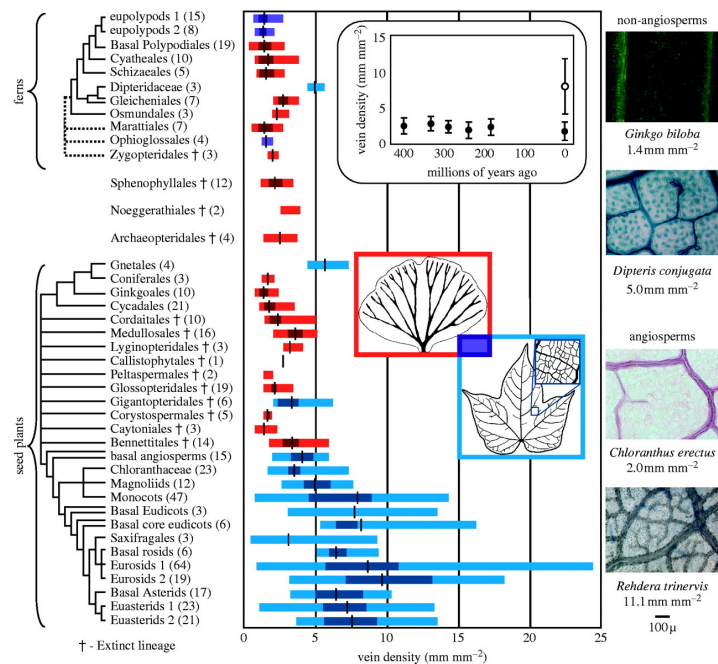 ferns
eupolypods 1 (15)
eupolypods 2 (8)
Basal Polypodiales (19)
Cyatheales (10)
Schizaeales (5)
Dipteridaceae (3)
Gleicheniales (7)
Osmundales (3)
Marattiales (7)
Ophioglossales (4)
Zygopteridales † (3)
Sphenophyllales † (12)
Noeggerathiales † (2)
Archaeopteridales † (4)
seed plants
Gnetales (4)
Coniferales (3)
Ginkgoales (10)
Cycadales (21)
Cordaitales † (10)
Medullosales † (16)
Lyginopteridales † (3)
Callistophytales † (1)
Peltaspermales † (2)
Glossopteridales † (19)
Gigantopteridales † (6)
Corystospermales † (5)
Caytoniales † (3)
Bennettitales † (14)
basal angiosperms (15)
Chloranthaceae (23)
Magnoliids (12)
Monocots (47)
Basal Eudicots (3)
Basal core eudicots (6)
Saxifragales (3)
Basal rosids (6)
Eurosids 1 (64)
Eurosids 2 (19)
Basal Asterids (17)
Euasterids 1 (23)
Euasterids 2 (21)
† - Extinct lineage
0 5 10 15 20 25
vein density (mm mm⁻²)
vein density (mm mm⁻²)
15
10
5
0
400 300 200 100 0
millions of years ago
non-angiosperms
Ginkgo biloba
1.4 mm mm⁻²
Dipteris conjugata
5.0 mm mm⁻²
angiosperms
Chloranthus erectus
2.0 mm mm⁻²
Rehdera trinervis
11.1 mm mm⁻²
100 µ